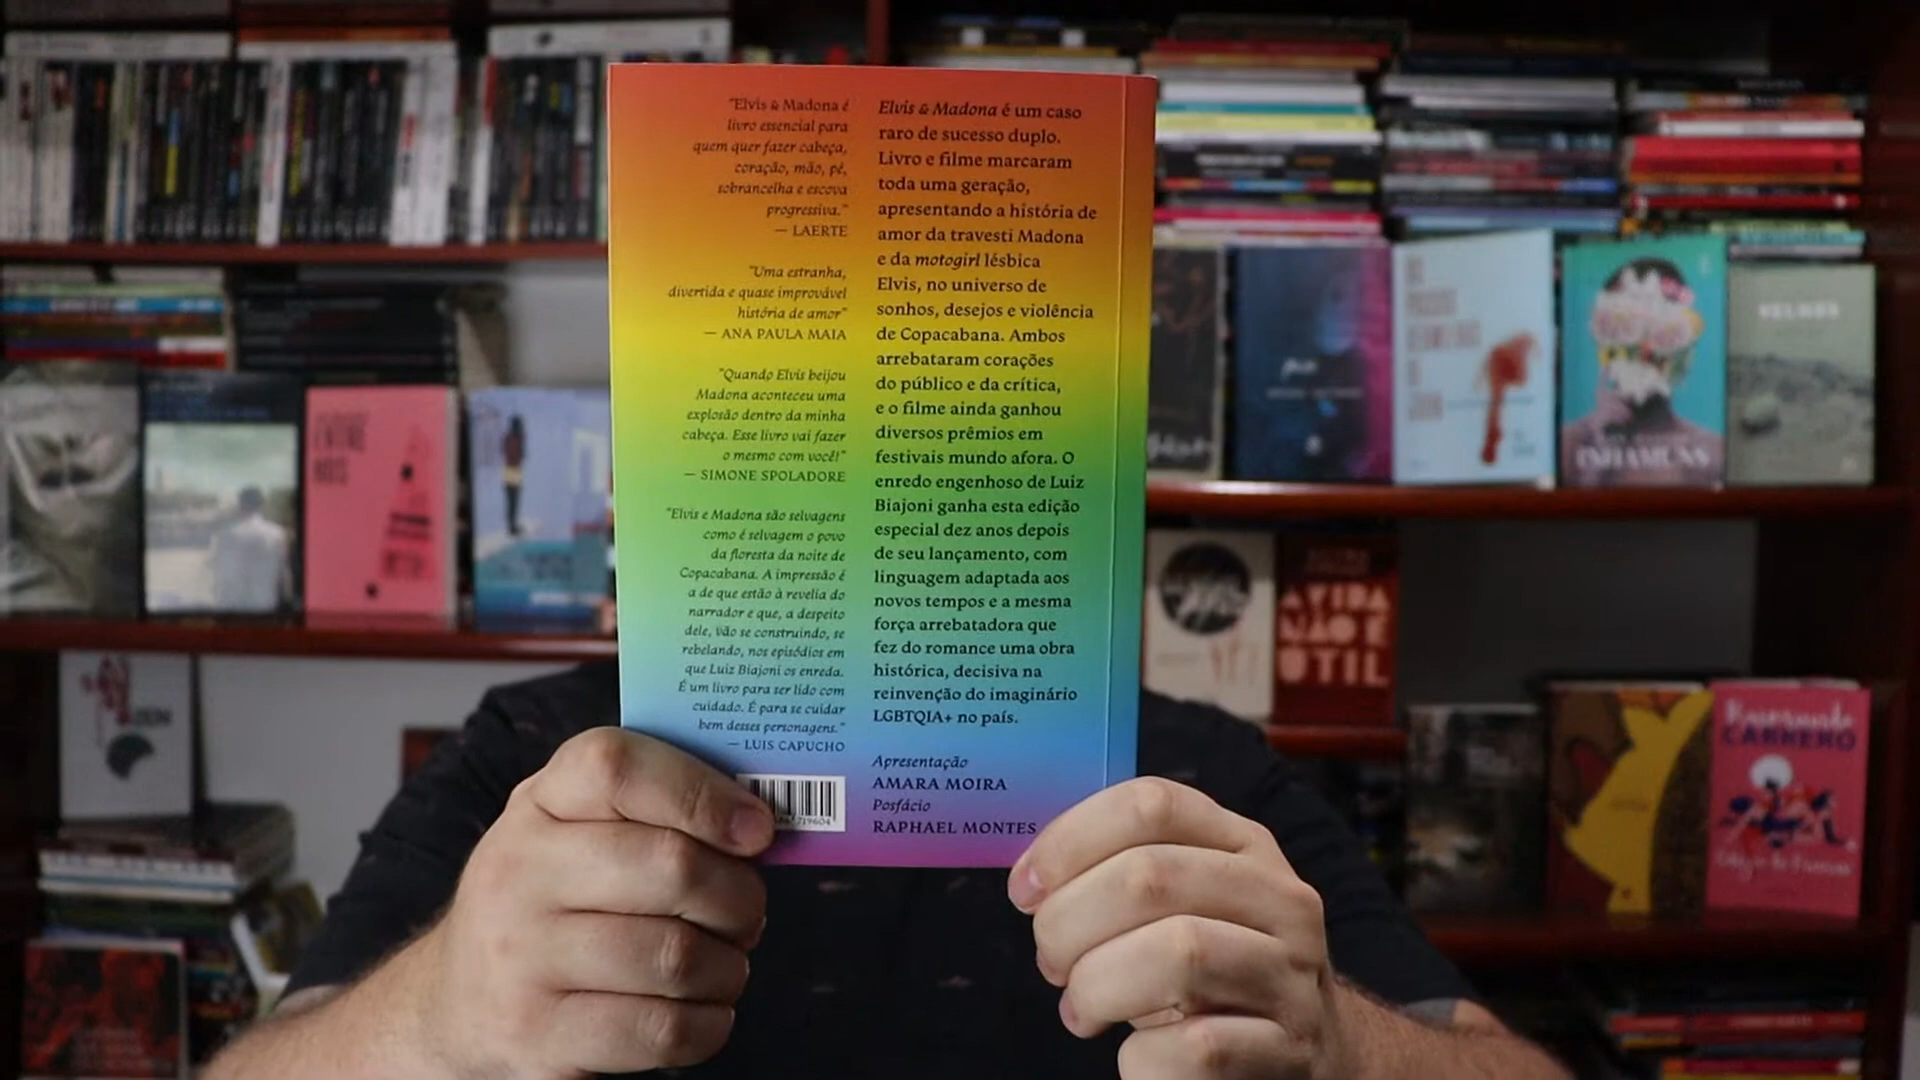 "Elvis & Madona é
livro essencial para
quem quer fazer cabeça,
coração, mão, pé,
sobrancelha e escova
progressiva."
— LAERTE
"Uma estranha,
divertida e quase improvável
história de amor"
— ANA PAULA MAIA
"Quando Elvis beijou
Madona aconteceu uma
explosão dentro da minha
cabeça. Esse livro vai fazer
o mesmo com você!"
— SIMONE SPOLADORE
"Elvis e Madona são selvagens
como é selvagem o povo
da floresta da noite de
Copacabana. A impressão é
a de que estão à revelia do
narrador e que, a despeito
dele, vão se construindo, se
rebelando, nos episódios em
que Luiz Biajoni os enreda.
É um livro para ser lido com
cuidado. É para se cuidar
bem desses personagens."
— LUIS CAPUCHO
719604
Elvis & Madona é um caso
raro de sucesso duplo.
Livro e filme marcaram
toda uma geração,
apresentando a história de
amor da travesti Madona
e da motogirl lésbica
Elvis, no universo de
sonhos, desejos e violência
de Copacabana. Ambos
arrebataram corações
do público e da crítica,
e o filme ainda ganhou
diversos prêmios em
festivais mundo afora. O
enredo engenhoso de Luiz
Biajoni ganha esta edição
especial dez anos depois
de seu lançamento, com
linguagem adaptada aos
novos tempos e a mesma
força arrebatadora que
fez do romance uma obra
histórica, decisiva na
reinvenção do imaginário
LGBTQIA+ no país.
Apresentação
AMARA MOIRA
Posfácio
RAPHAEL MONTES
INHAMUNS
VELHOS
ENTRE
NÓS
A VIDA
NÃO É
ÚTIL
Raimundo
CARRERO